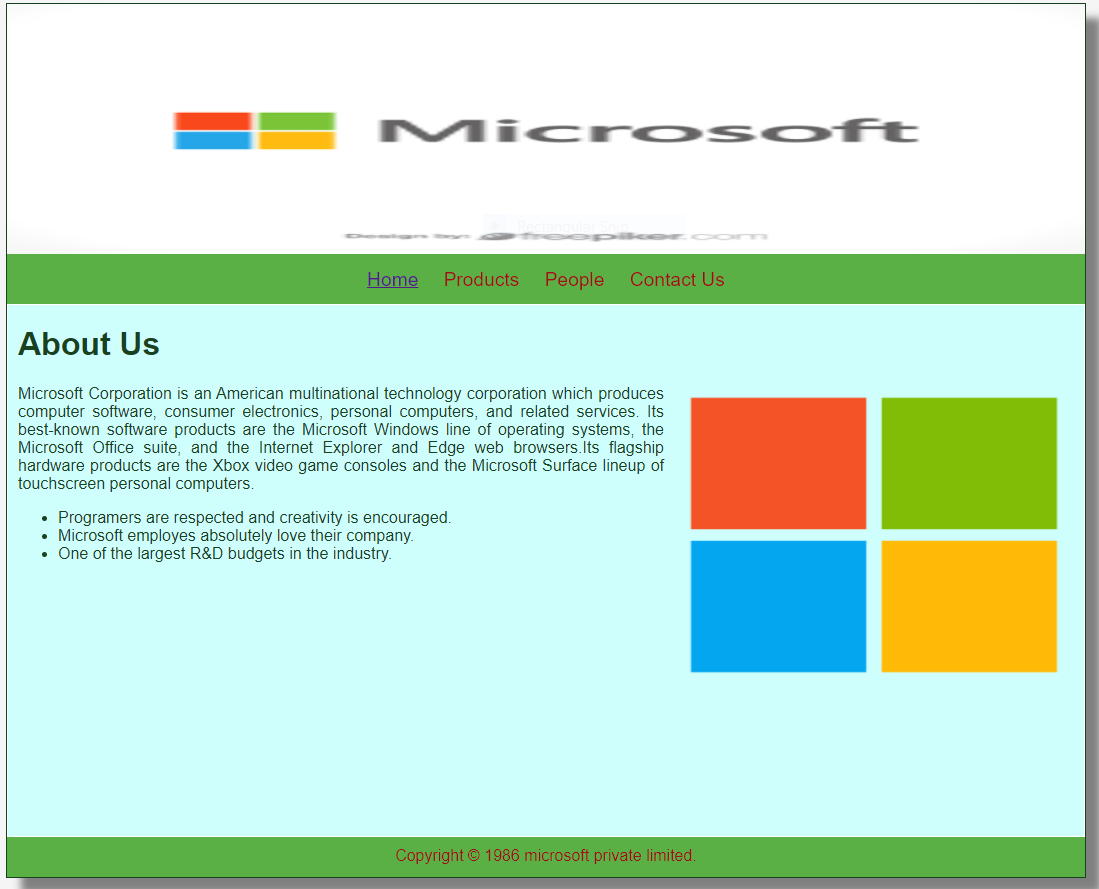 Microsoft
Design by: freepiker.com
Home Products People Contact Us
About Us
Microsoft Corporation is an American multinational technology corporation which produces
computer software, consumer electronics, personal computers, and related services. Its
best-known software products are the Microsoft Windows line of operating systems, the
Microsoft Office suite, and the Internet Explorer and Edge web browsers.Its flagship
hardware products are the Xbox video game consoles and the Microsoft Surface lineup of
touchscreen personal computers.
Programers are respected and creativity is encouraged.
Microsoft employes absolutely love their company.
One of the largest R&D budgets in the industry.
Copyright © 1986 microsoft private limited.